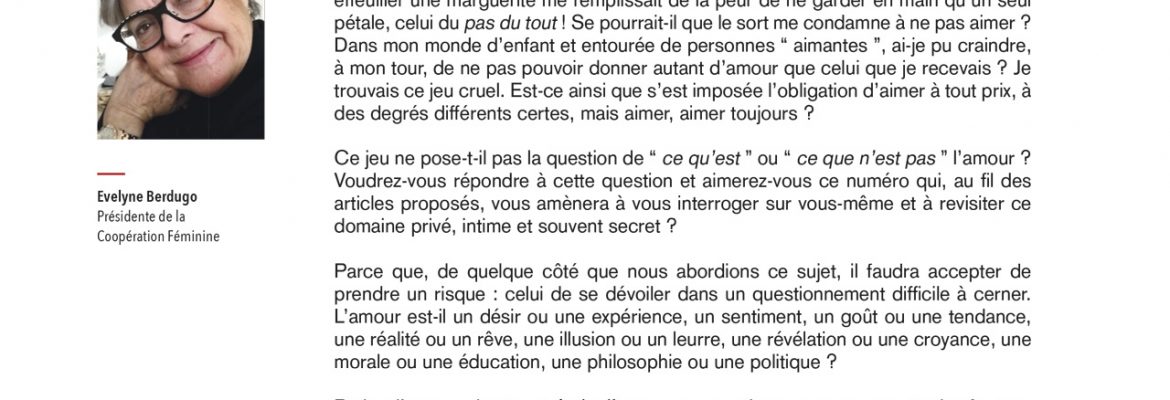 effeuiller une marguerite me remplissait de la peur de ne garder en main qu'un seul
pétale, celui du pas du tout ! Se pourrait-il que le sort me condamne à ne pas aimer ?
Dans mon monde d'enfant et entourée de personnes “ aimantes ”, ai-je pu craindre,
à mon tour, de ne pas pouvoir donner autant d'amour que celui que je recevais ? Je
trouvais ce jeu cruel. Est-ce ainsi que s'est imposée l'obligation d'aimer à tout prix, à
des degrés différents certes, mais aimer, aimer toujours ?
Ce jeu ne pose-t-il pas la question de “ ce qu'est ” ou “ ce que n'est pas ” l'amour ?
Voudrez-vous répondre à cette question et aimerez-vous ce numéro qui, au fil des
articles proposés, vous amènera à vous interroger sur vous-même et à revisiter ce
domaine privé, intime et souvent secret ?
Parce que, de quelque côté que nous abordions ce sujet, il faudra accepter de
prendre un risque : celui de se dévoiler dans un questionnement difficile à cerner.
L'amour est-il un désir ou une expérience, un sentiment, un goût ou une tendance,
une réalité ou un rêve, une illusion ou un leurre, une révélation ou une croyance, une
morale ou une éducation, une philosophie ou une politique ?
Evelyne Berdugo
Présidente de la
Coopération Féminine